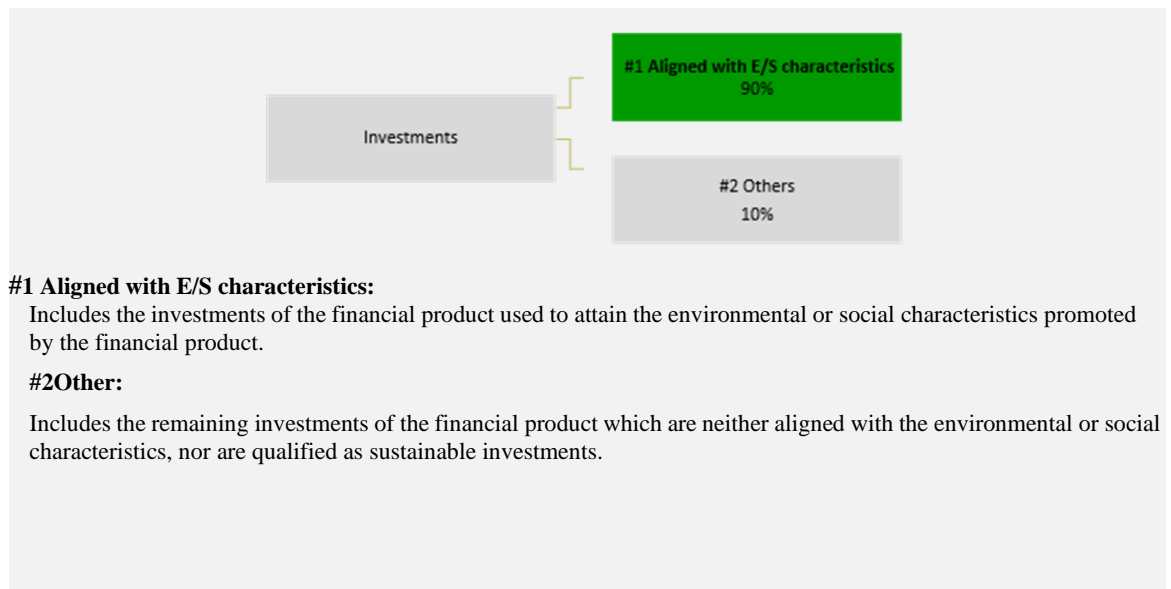 #1 Aligned with E/S characteristics
90%
Investments
#2 Others
10%
#1 Aligned with E/S characteristics:
Includes the investments of the financial product used to attain the environmental or social characteristics promoted
by the financial product.
#2Other:
Includes the remaining investments of the financial product which are neither aligned with the environmental or social
characteristics, nor are qualified as sustainable investments.